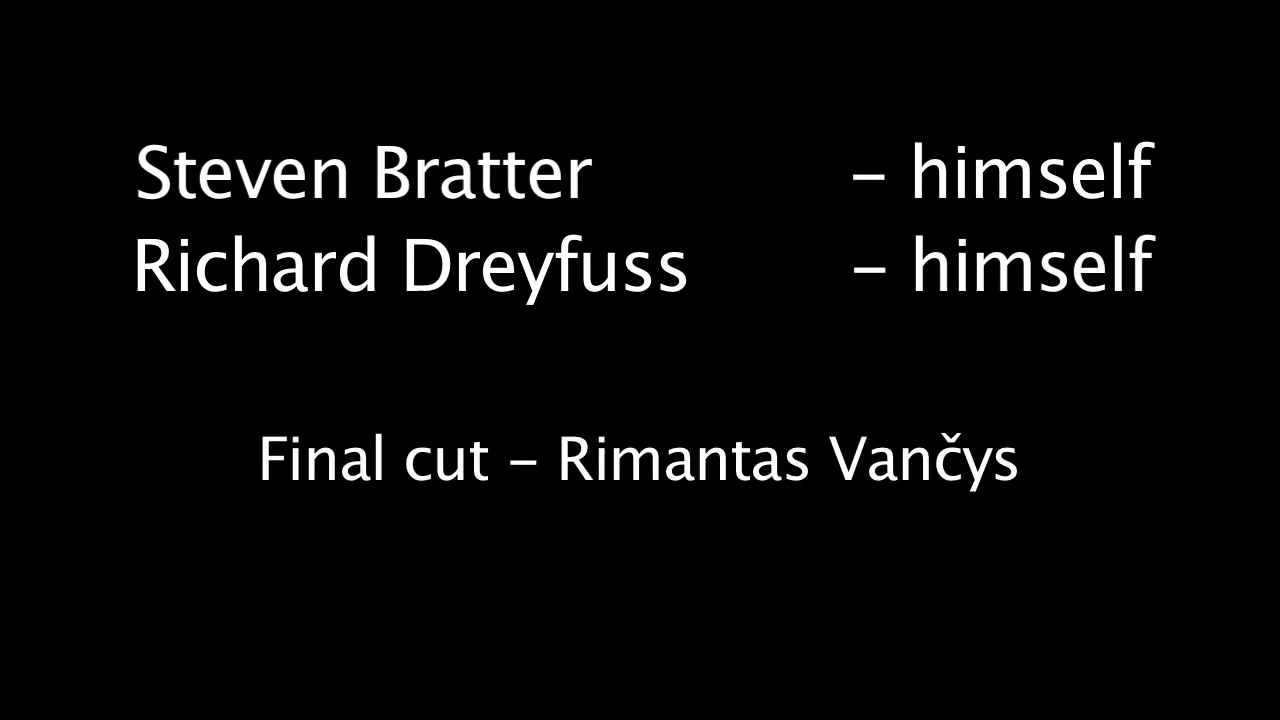 Steven Bratter – himself
Richard Dreyfuss – himself
Final cut – Rimantas Vančys